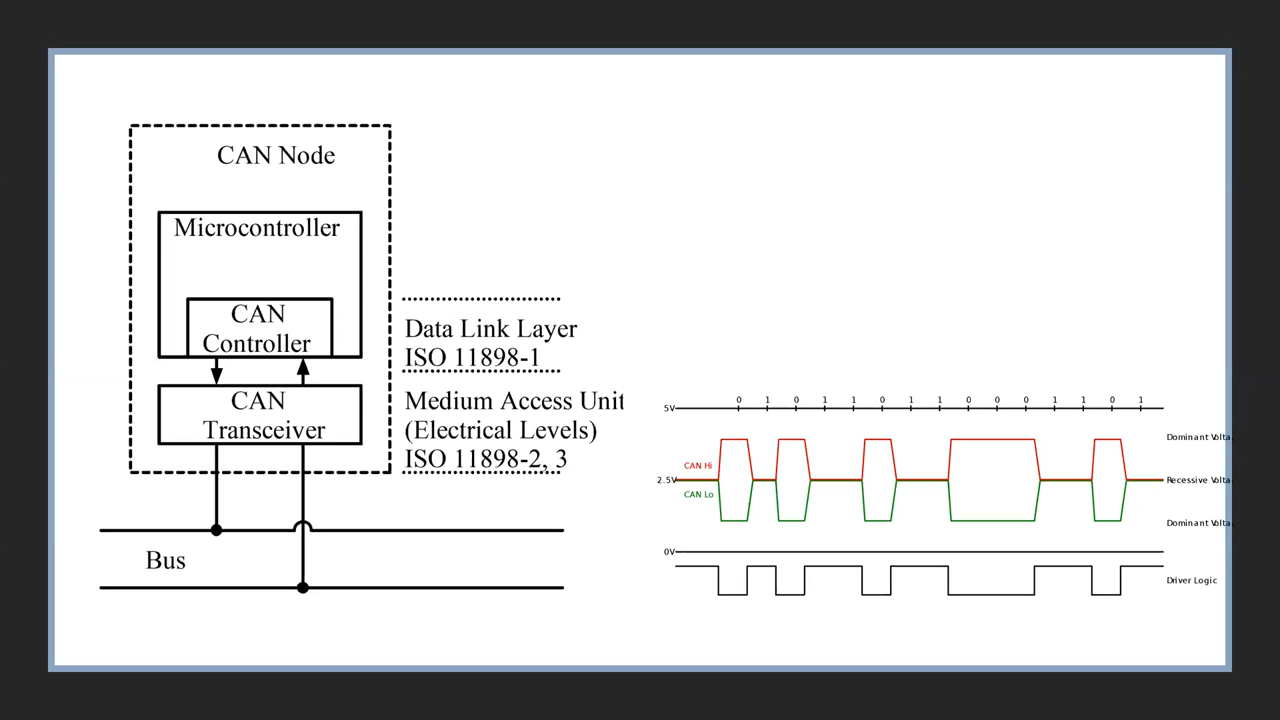 CAN Node
Microcontroller
CAN
Controller
CAN
Transceiver
Data Link Layer
ISO 11898-1
Medium Access Unit
(Electrical Levels)
ISO 11898-2, 3
Bus
0 1 0 1 1 0 1 1 0 0 0 1 1 0 1
5V
Dominant Volta
CAN Hi
2.5V
Recessive Volta
CAN Lo
Dominant Volta
0V
Driver Logic